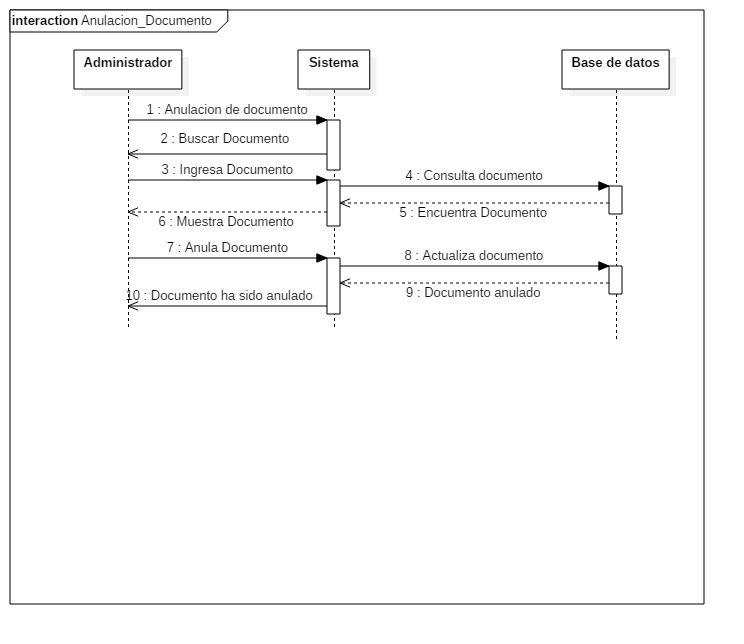 interaction Anulacion_Documento
Administrador
Sistema
Base de datos
1 : Anulacion de documento
2 : Buscar Documento
3 : Ingresa Documento
4 : Consulta documento
5 : Encuentra Documento
6 : Muestra Documento
7 : Anula Documento
8 : Actualiza documento
9 : Documento anulado
10 : Documento ha sido anulado